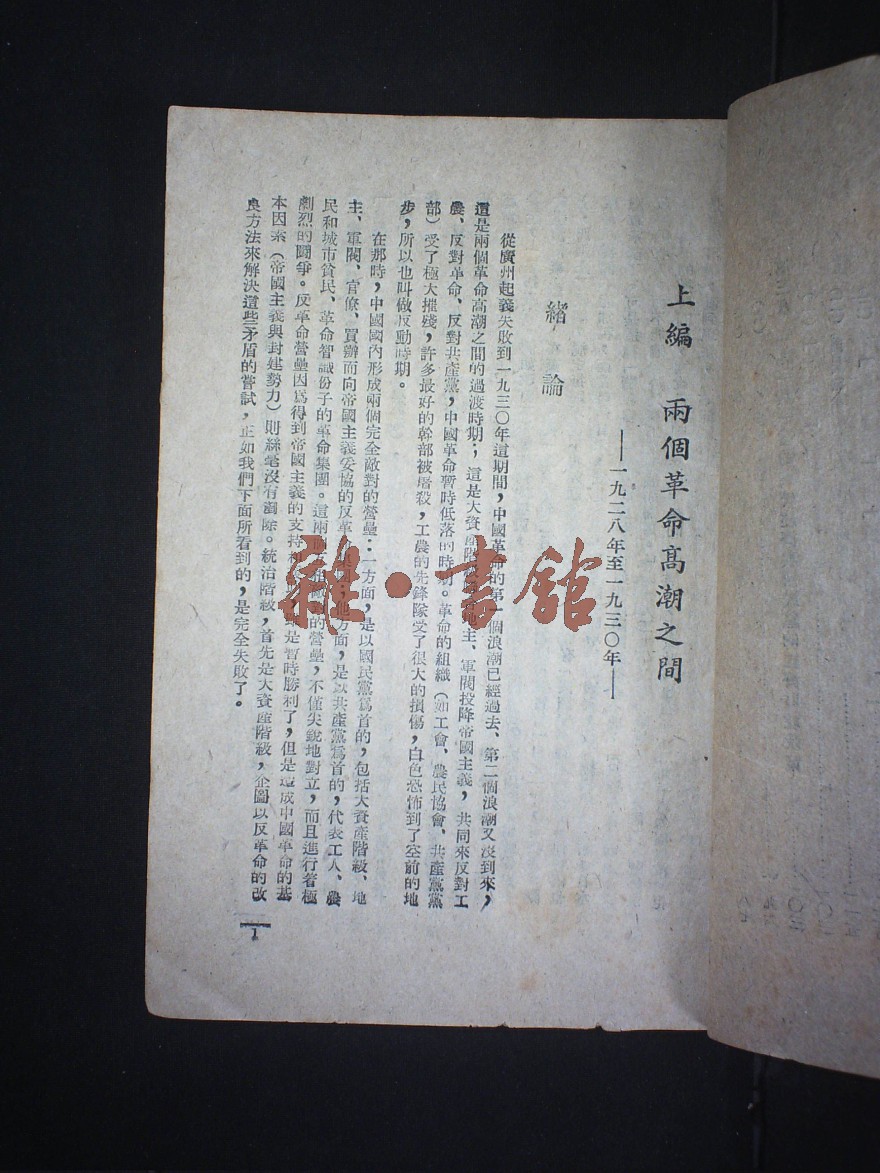 上編　兩個革命高潮之間
——一九二八年至一九三〇年——
緒論
從廣州起義失敗到一九三〇年這期間，中國革命的第一個浪潮已經過去、第二個浪潮又沒到來，
這是兩個革命高潮之間的過渡時期；這是大資產階級地主、軍閥投降帝國主義，共同來反對工
農、反對革命、反對共產黨，中國革命暫時低落的時期。革命的組織（如工會、農民協會、共產黨黨
部）受了極大摧殘，許多最好的幹部被屠殺，工農的先鋒隊受了很大的損傷，白色恐怖到了空前的地
步，所以也叫做反動時期。
在那時，中國國內形成兩個完全敵對的營壘：一方面，是以國民黨爲首的，包括大資產階級、地
主、軍閥、官僚、買辦而向帝國主義妥協的反革命集團；他方面，是以共產黨爲首的，代表工人、農
民和城市貧民、革命智識份子的革命集團。這兩個的營壘，不僅尖銳地對立，而且進行着極
劇烈的鬭爭。反革命營壘因爲得到帝國主義的支持是暫時勝利了，但是造成中國革命的基
本因素（帝國主義與封建勢力）則絲毫沒有剷除。統治階級，首先是大資產階級，企圖以反革命的改
良方法來解決這些矛盾的嘗試，正如我們下面所看到的，是完全失敗了。
1
雜·書館